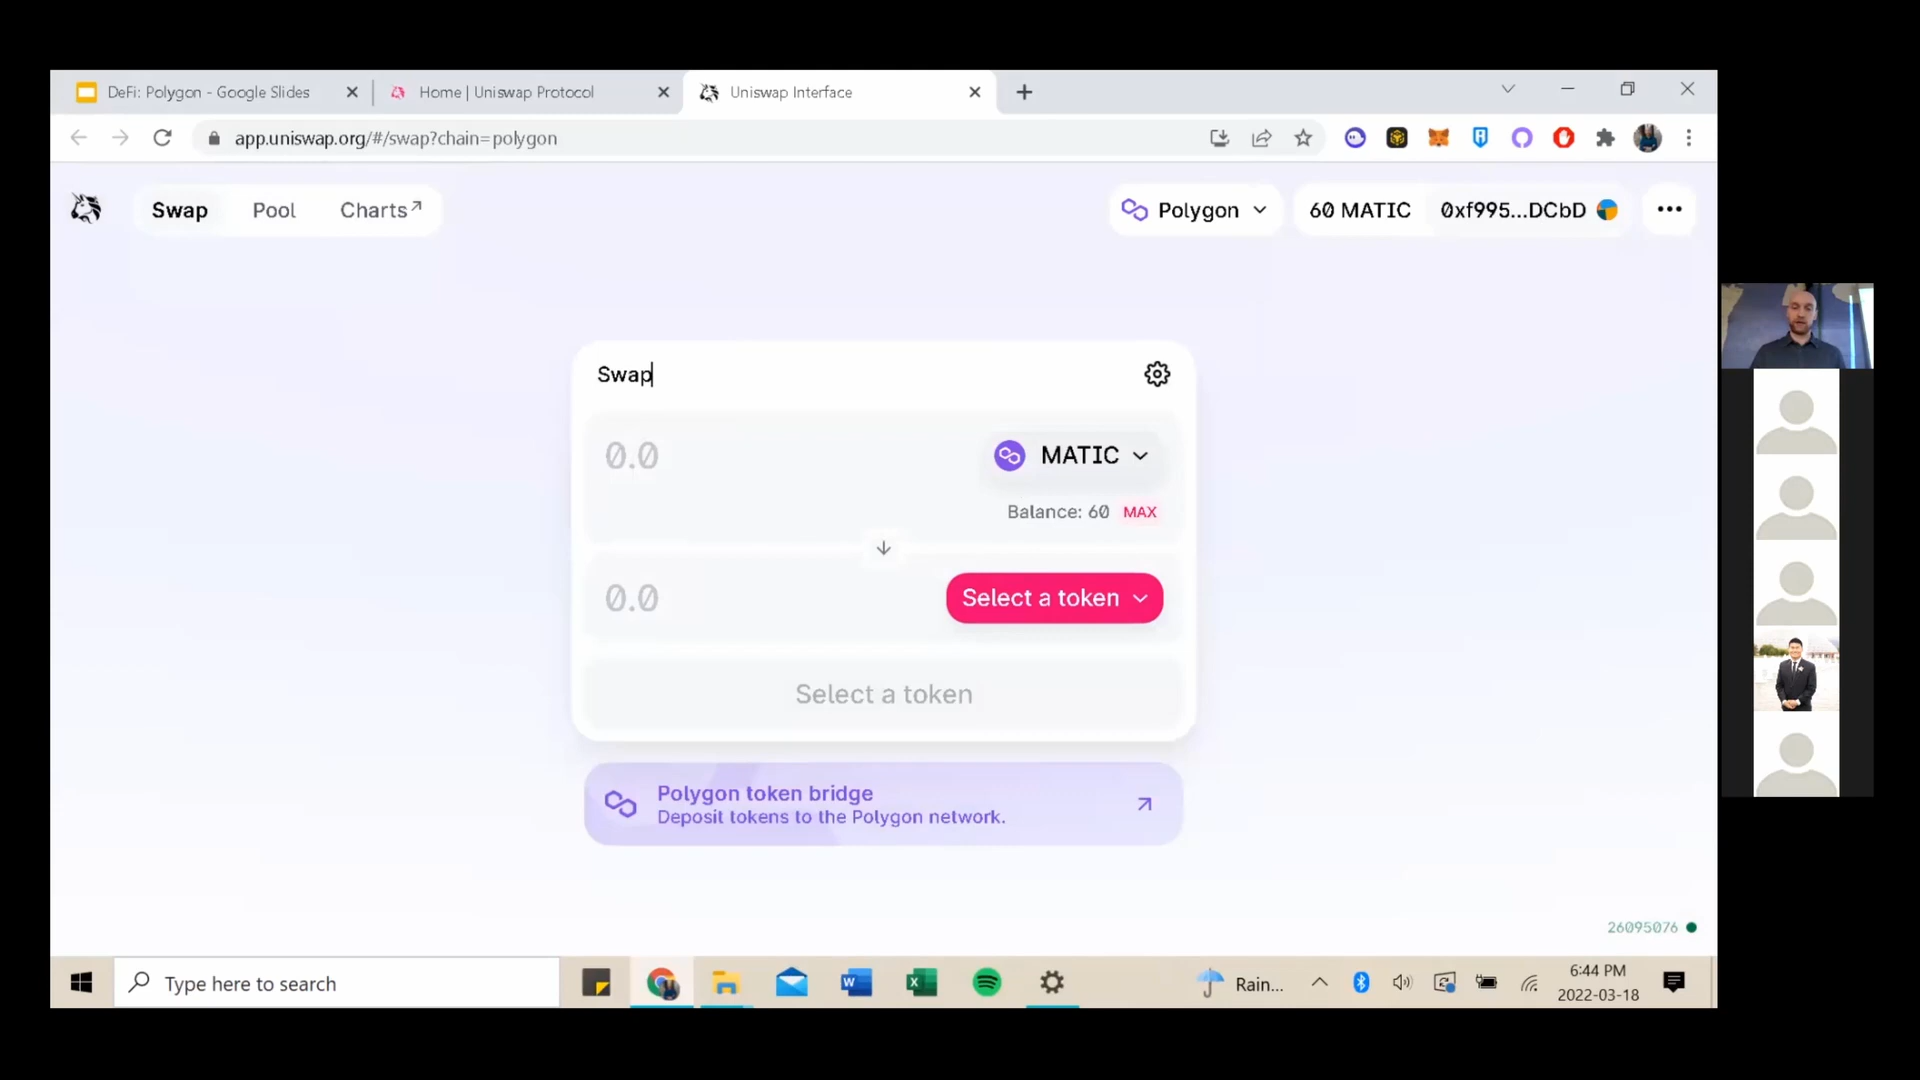 DeFi: Polygon - Google Slides
Home | Uniswap Protocol
Uniswap Interface
app.uniswap.org/#/swap?chain=polygon
Swap
Pool
Charts↗
Polygon
60 MATIC
0xf995...DCbD
Swap
0.0
MATIC
Balance: 60
MAX
0.0
Select a token
Select a token
Polygon token bridge
Deposit tokens to the Polygon network.
26095076
Type here to search
Rain...
6:44 PM
2022-03-18